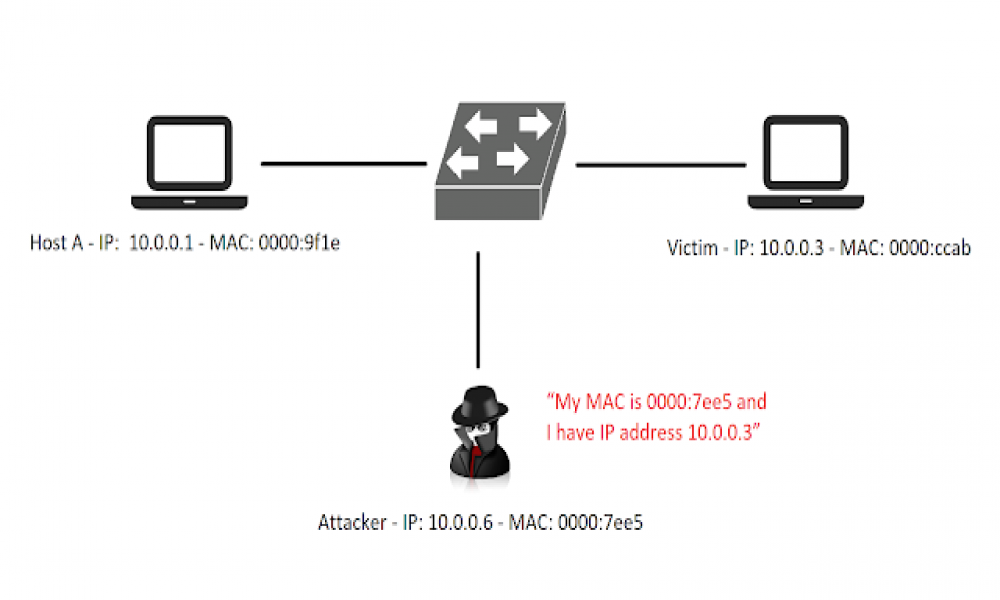 Host A - IP:  10.0.0.1 - MAC: 0000:9f1e
Victim - IP: 10.0.0.3 - MAC: 0000:ccab
“My MAC is 0000:7ee5 and
I have IP address 10.0.0.3”
Attacker - IP: 10.0.0.6 - MAC: 0000:7ee5